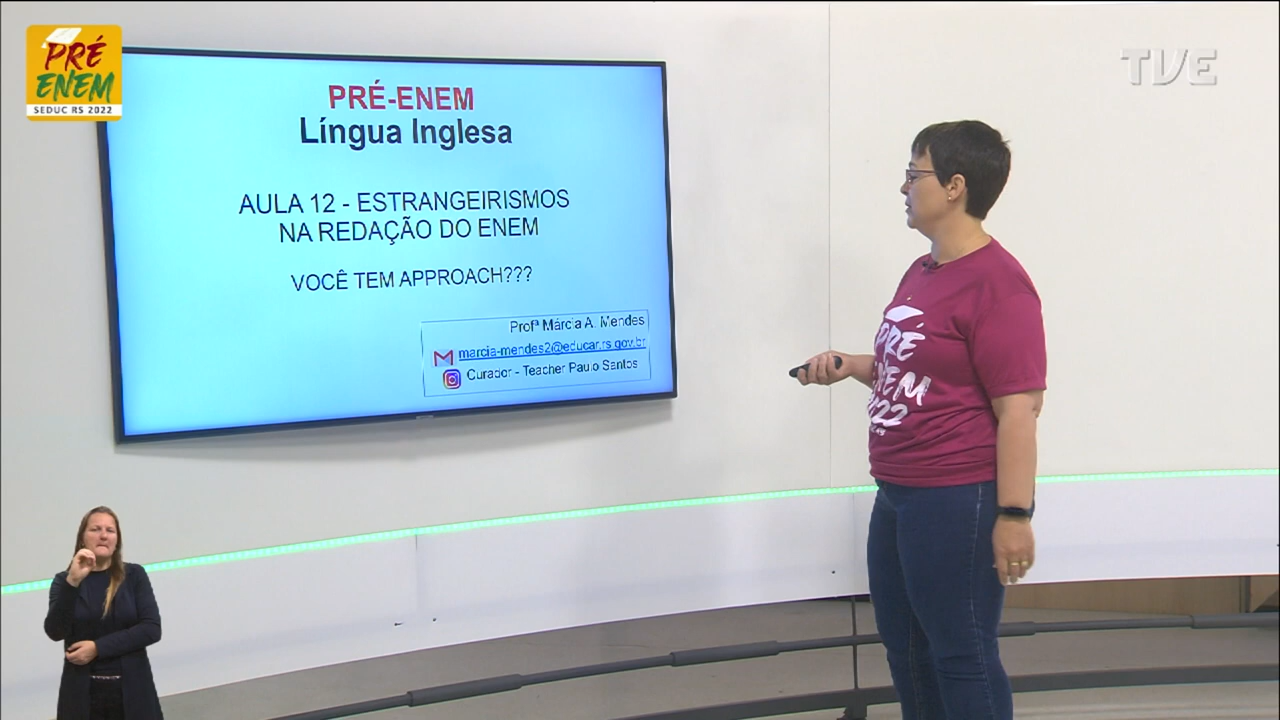 PRÉ
ENEM
SEDUC RS 2022
TVE
PRÉ-ENEM
Língua Inglesa
AULA 12 - ESTRANGEIRISMOS
NA REDAÇÃO DO ENEM
VOCÊ TEM APPROACH???
Profª Márcia A. Mendes
marcia-mendes2@educar.rs.gov.br
Curador - Teacher Paulo Santos
PRÉ
ENEM
2022